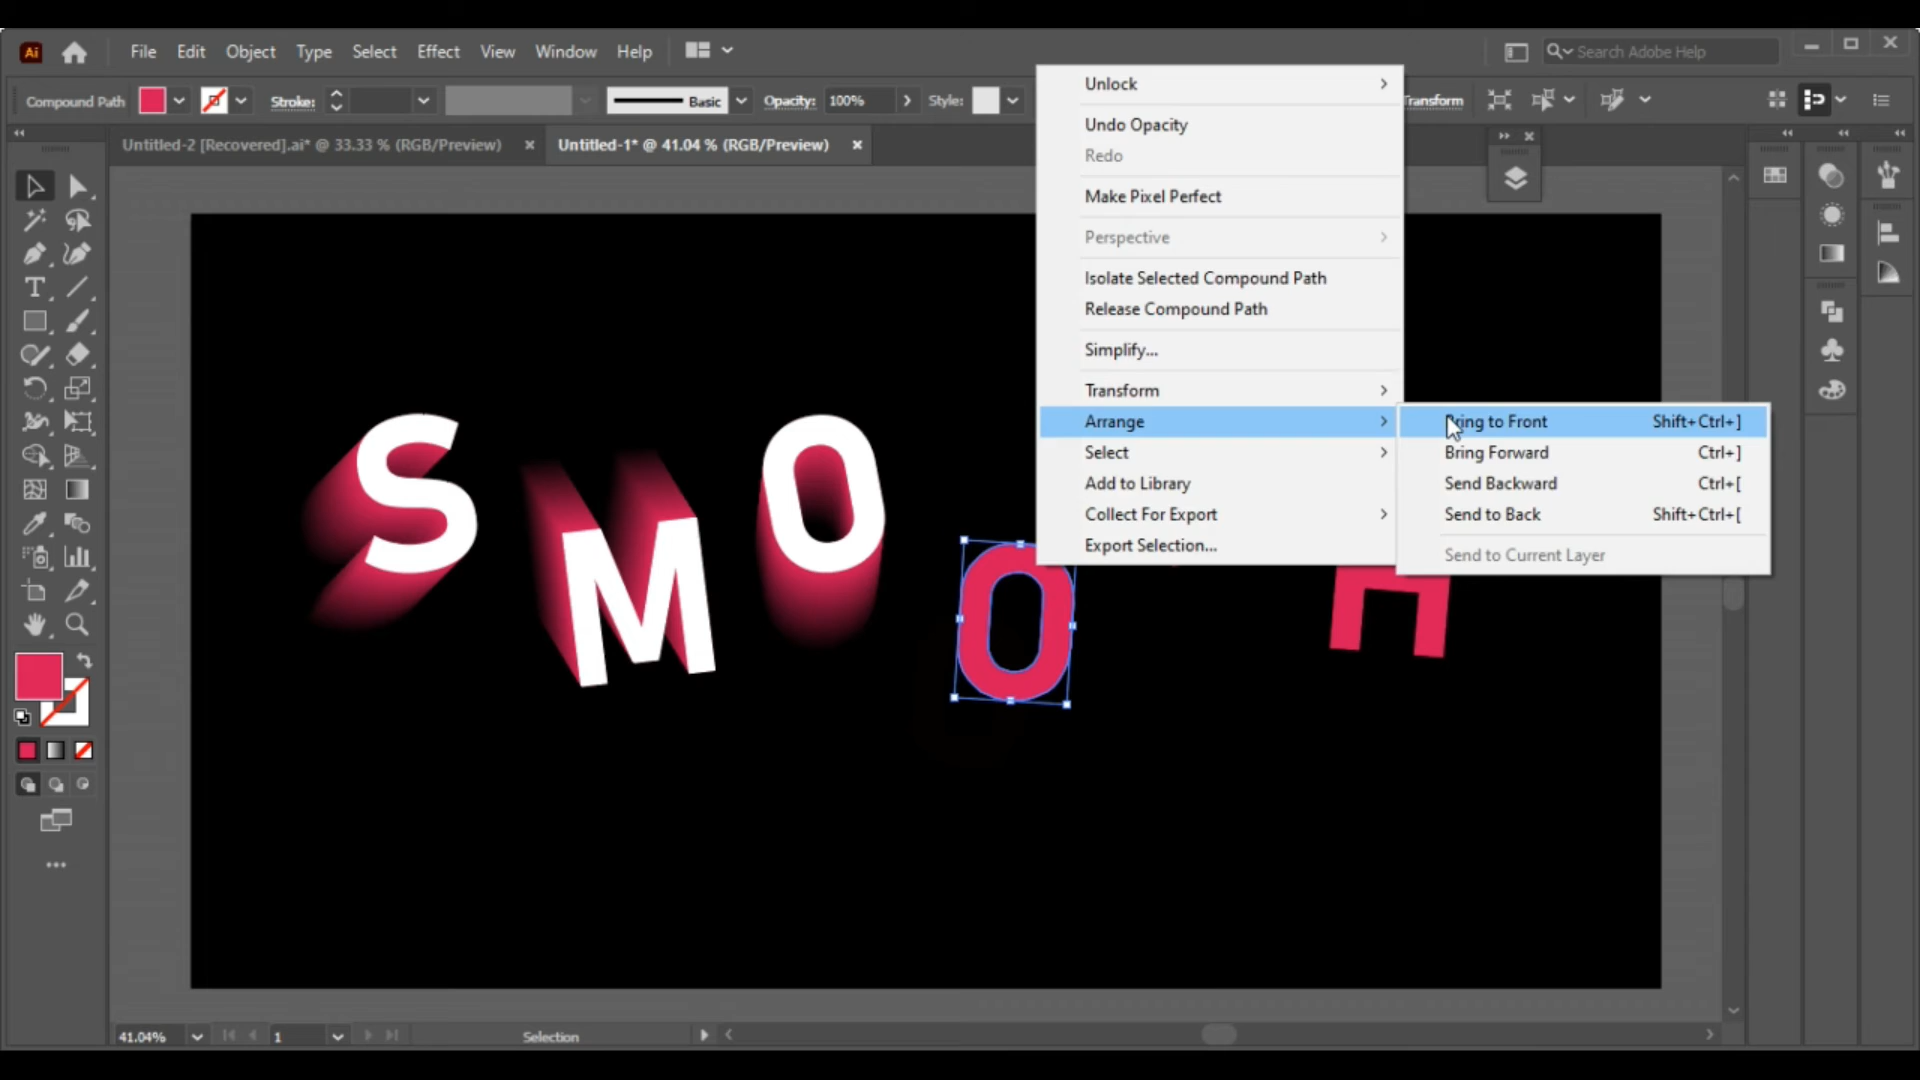 Ai File Edit Object Type Select Effect View Window Help Search Adobe Help
Compound Path Stroke: Basic Opacity: 100% Style: Transform
Untitled-2 [Recovered].ai* @ 33.33 % (RGB/Preview) Untitled-1* @ 41.04 % (RGB/Preview)
Unlock
Undo Opacity
Redo
Make Pixel Perfect
Perspective
Isolate Selected Compound Path
Release Compound Path
Simplify...
Transform
Arrange
Select
Add to Library
Collect For Export
Export Selection...
Bring to Front Shift+Ctrl+]
Bring Forward Ctrl+]
Send Backward Ctrl+[
Send to Back Shift+Ctrl+[
Send to Current Layer
S M O O H
41.04% 1 Selection